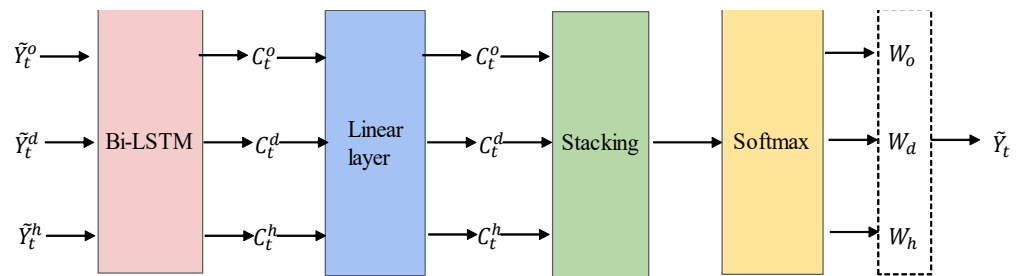 Ỹ_t^o C_t^o C_t^o W_o
Ỹ_t^d Bi-LSTM C_t^d Linear layer C_t^d Stacking Softmax W_d Ỹ_t
Ỹ_t^h C_t^h C_t^h W_h